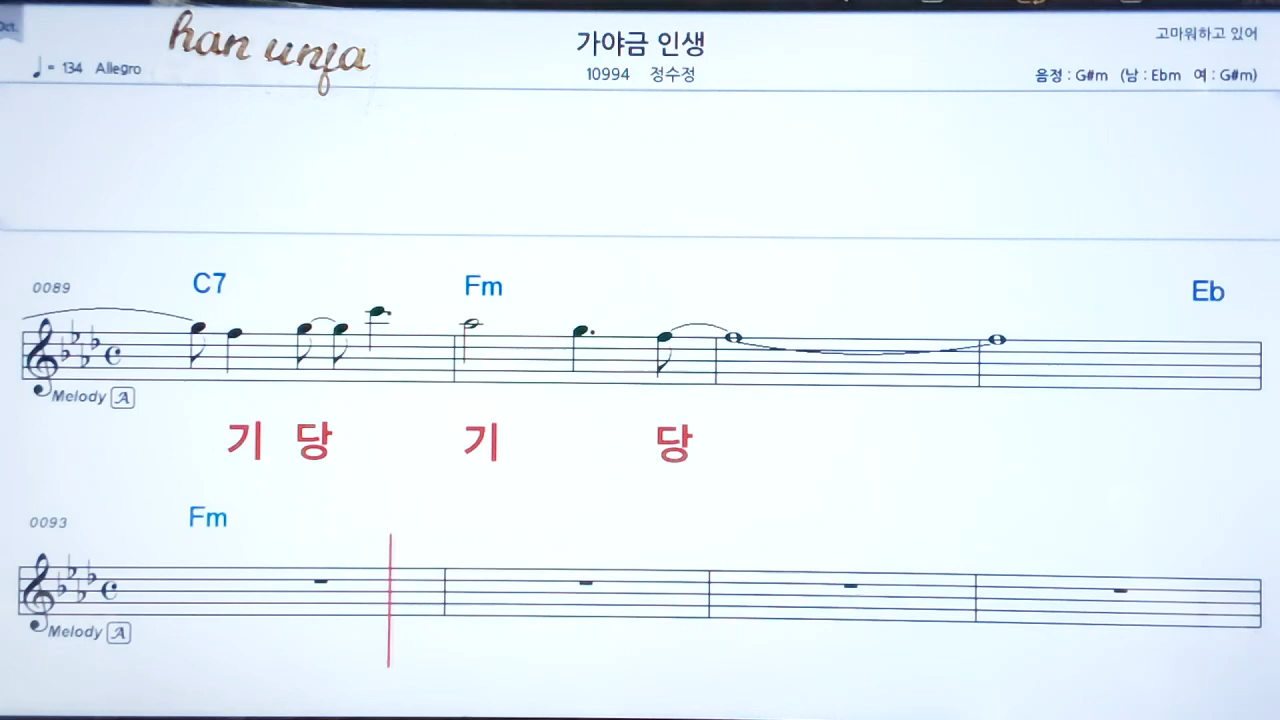 Oct.
han unja
♩= 134 Allegro
가야금 인생
10994 정수정
고마워하고 있어
음정 : G#m (남 : Ebm 여 : G#m)
0089
C7 Fm Eb
Melody A
기 당 기 당
0093
Fm
Melody A